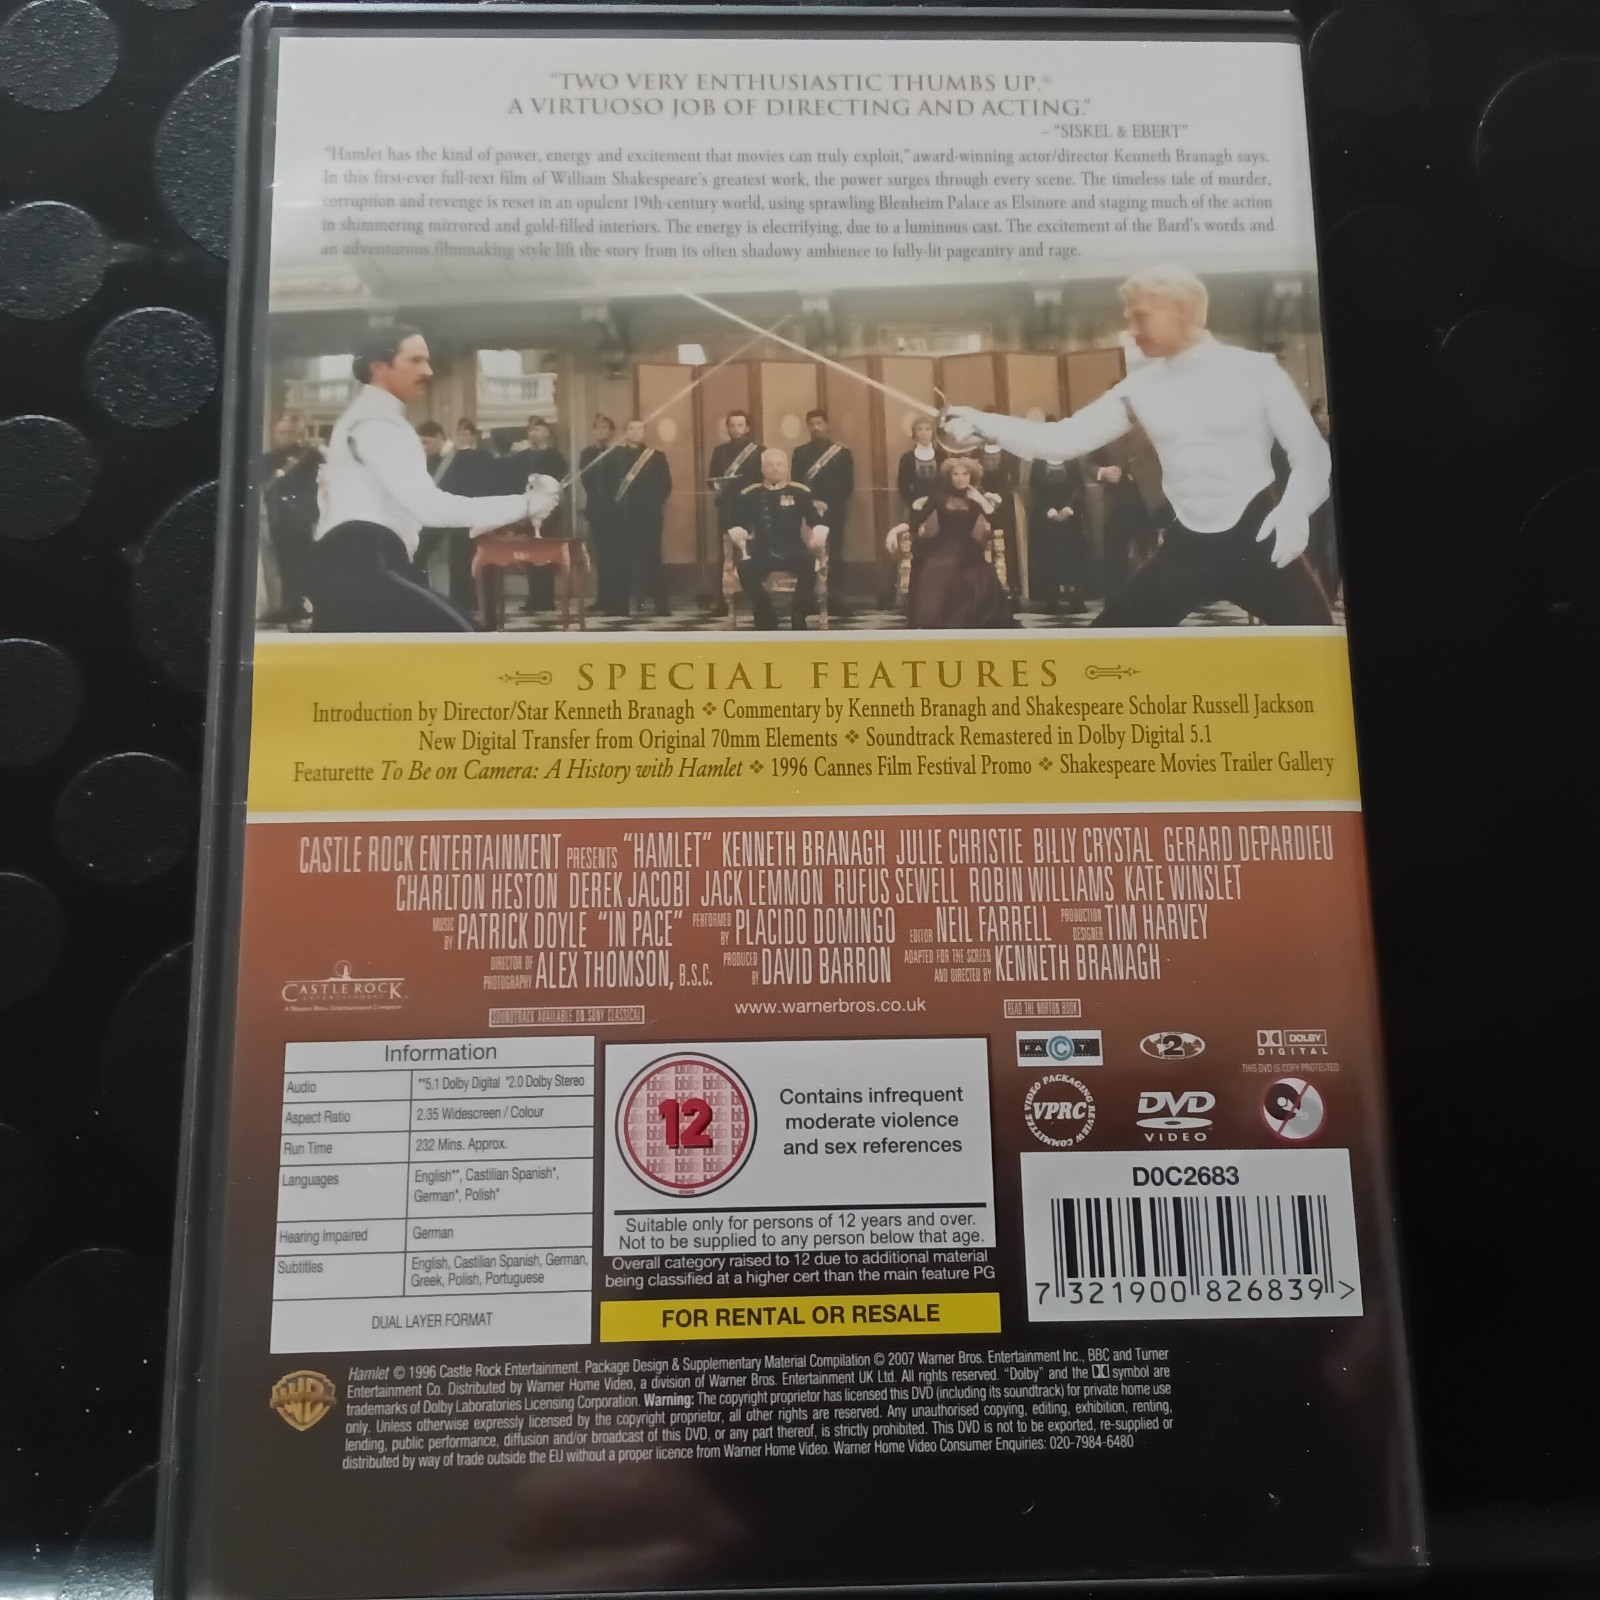 "TWO VERY ENTHUSIASTIC THUMBS UP.®
A VIRTUOSO JOB OF DIRECTING AND ACTING."
– "SISKEL & EBERT"
"Hamlet has the kind of power, energy and excitement that movies can truly exploit," award-winning actor/director Kenneth Branagh says.
In this first-ever full-text film of William Shakespeare's greatest work, the power surges through every scene. The timeless tale of murder,
corruption and revenge is reset in an opulent 19th-century world, using sprawling Blenheim Palace as Elsinore and staging much of the action
in shimmering mirrored and gold-filled interiors. The energy is electrifying, due to a luminous cast. The excitement of the Bard's words and
an adventurous filmmaking style lift the story from its often shadowy ambience to fully-lit pageantry and rage.
SPECIAL FEATURES
Introduction by Director/Star Kenneth Branagh ❖ Commentary by Kenneth Branagh and Shakespeare Scholar Russell Jackson
New Digital Transfer from Original 70mm Elements ❖ Soundtrack Remastered in Dolby Digital 5.1
Featurette To Be on Camera: A History with Hamlet ❖ 1996 Cannes Film Festival Promo ❖ Shakespeare Movies Trailer Gallery
CASTLE ROCK ENTERTAINMENT PRESENTS "HAMLET" KENNETH BRANAGH JULIE CHRISTIE BILLY CRYSTAL GERARD DEPARDIEU
CHARLTON HESTON DEREK JACOBI JACK LEMMON RUFUS SEWELL ROBIN WILLIAMS KATE WINSLET
MUSIC BY PATRICK DOYLE "IN PACE" PERFORMED BY PLACIDO DOMINGO EDITOR NEIL FARRELL PRODUCTION DESIGNER TIM HARVEY
DIRECTOR OF PHOTOGRAPHY ALEX THOMSON, B.S.C. PRODUCED BY DAVID BARRON ADAPTED FOR THE SCREEN AND DIRECTED BY KENNETH BRANAGH
CASTLE ROCK
ENTERTAINMENT
A Warner Bros. Entertainment Company
SOUNDTRACK AVAILABLE ON SONY CLASSICAL
www.warnerbros.co.uk
READ THE NORTON BOOK
Information
Audio **5.1 Dolby Digital *2.0 Dolby Stereo
Aspect Ratio 2.35 Widescreen / Colour
Run Time 232 Mins. Approx.
Languages English**, Castilian Spanish*,
German*, Polish*
Hearing Impaired German
Subtitles English, Castilian Spanish, German,
Greek, Polish, Portuguese
DUAL LAYER FORMAT
12
Contains infrequent
moderate violence
and sex references
Suitable only for persons of 12 years and over.
Not to be supplied to any person below that age.
Overall category raised to 12 due to additional material
being classified at a higher cert than the main feature PG
FOR RENTAL OR RESALE
FACT
2
DOLBY
DIGITAL
THIS DVD IS COPY PROTECTED
VIDEO PACKAGING REVIEW COMMITTEE
VPRC
DVD
VIDEO
D0C2683
7 321900 826839 >
Hamlet © 1996 Castle Rock Entertainment. Package Design & Supplementary Material Compilation © 2007 Warner Bros. Entertainment Inc., BBC and Turner
Entertainment Co. Distributed by Warner Home Video, a division of Warner Bros. Entertainment UK Ltd. All rights reserved. "Dolby" and the symbol are
trademarks of Dolby Laboratories Licensing Corporation. Warning: The copyright proprietor has licensed this DVD (including its soundtrack) for private home use
only. Unless otherwise expressly licensed by the copyright proprietor, all other rights are reserved. Any unauthorised copying, editing, exhibition, renting,
lending, public performance, diffusion and/or broadcast of this DVD, or any part thereof, is strictly prohibited. This DVD is not to be exported, re-supplied or
distributed by way of trade outside the EU without a proper licence from Warner Home Video. Warner Home Video Consumer Enquiries: 020-7984-6480